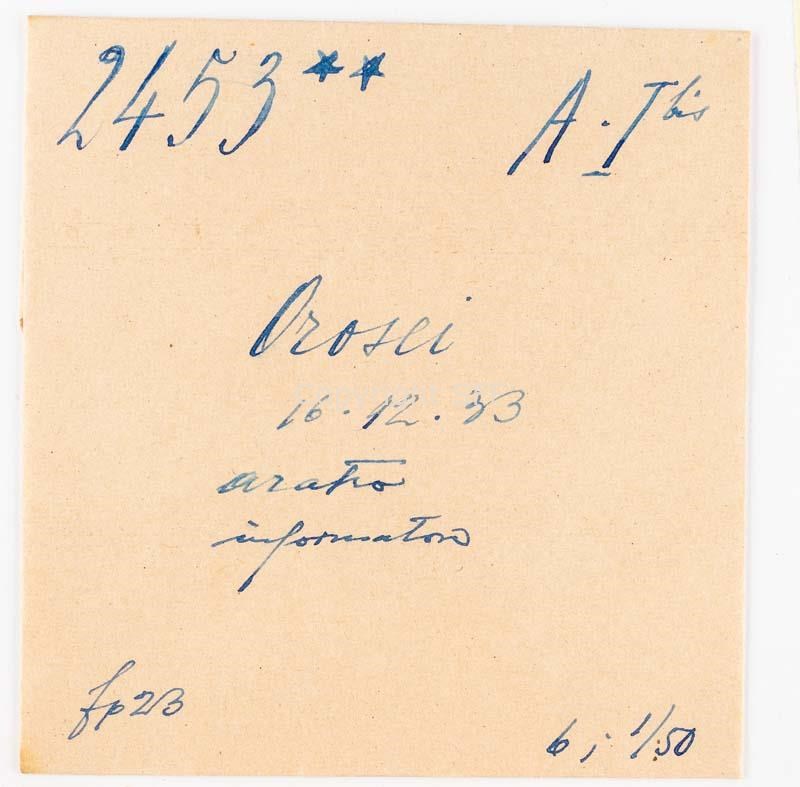 2453** A. I bis
Orosei
16.12.33
aratro
informatore
fp 23
6; 1/50